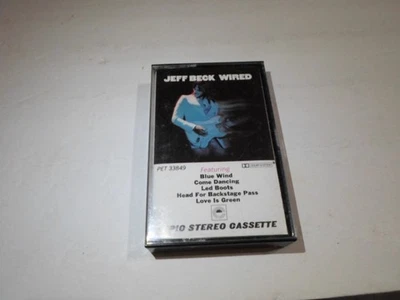 JEFF BECK WIRED
PET 33849
Featuring
Blue Wind
Come Dancing
Led Boots
Head For Backstage Pass
Love Is Green
STEREO CASSETTE